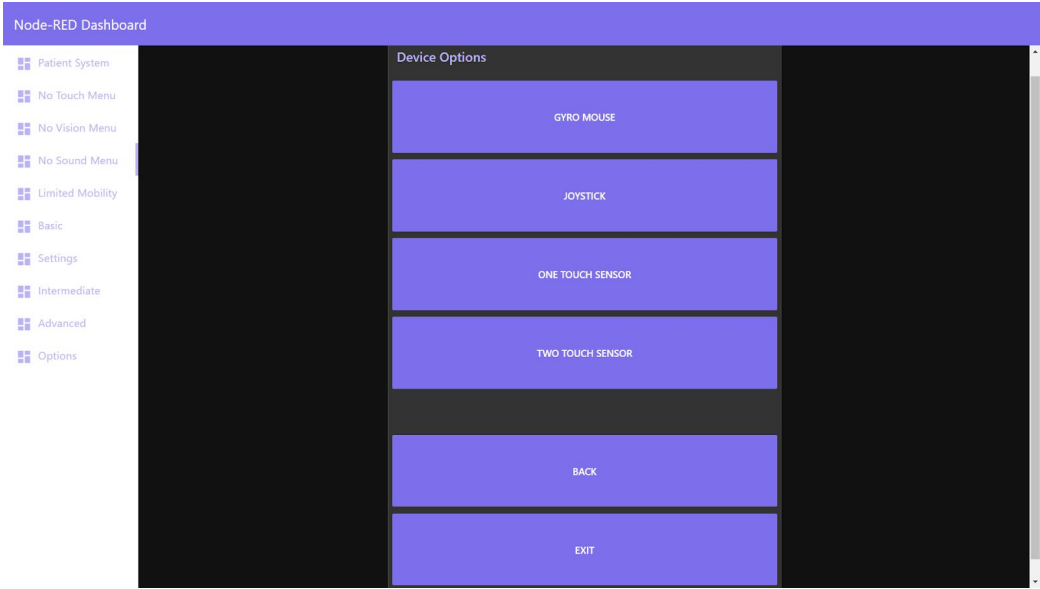 Node-RED Dashboard
Patient System
No Touch Menu
No Vision Menu
No Sound Menu
Limited Mobility
Basic
Settings
Intermediate
Advanced
Options
Device Options
GYRO MOUSE
JOYSTICK
ONE TOUCH SENSOR
TWO TOUCH SENSOR
BACK
EXIT